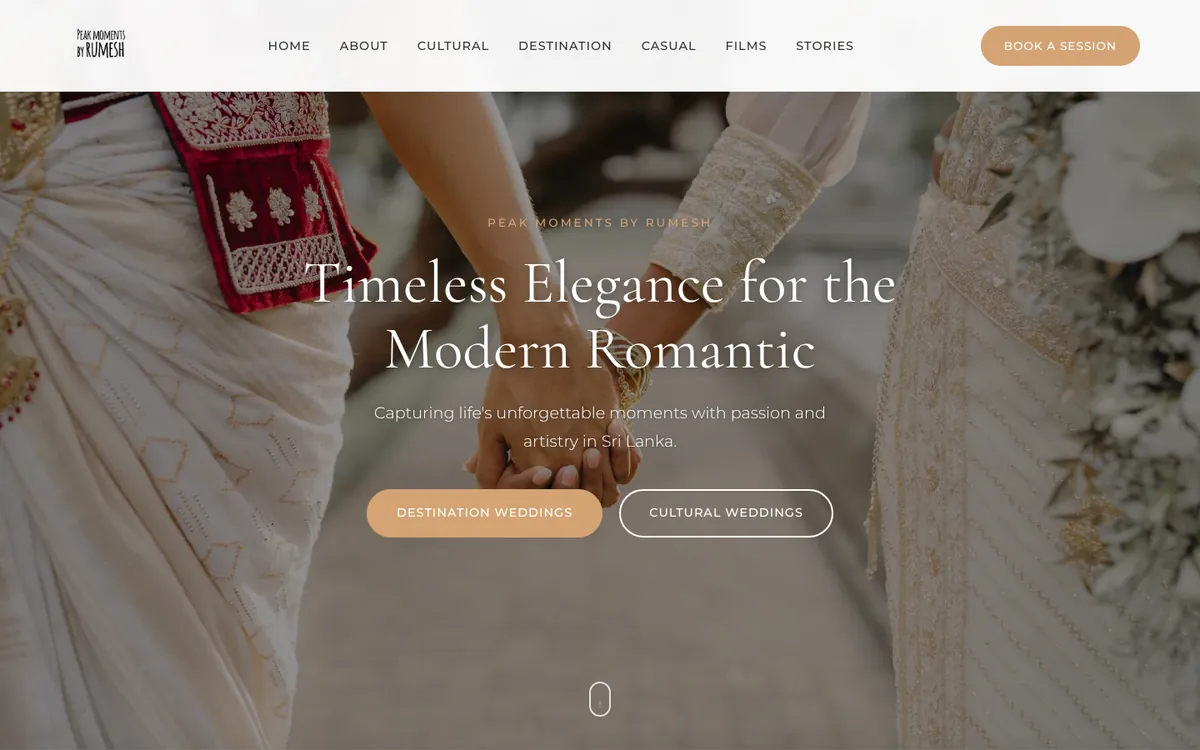 PEAK MOMENTS
BY RUMESH
HOME ABOUT CULTURAL DESTINATION CASUAL FILMS STORIES
BOOK A SESSION
PEAK MOMENTS BY RUMESH
Timeless Elegance for the
Modern Romantic
Capturing life's unforgettable moments with passion and
artistry in Sri Lanka.
DESTINATION WEDDINGS
CULTURAL WEDDINGS